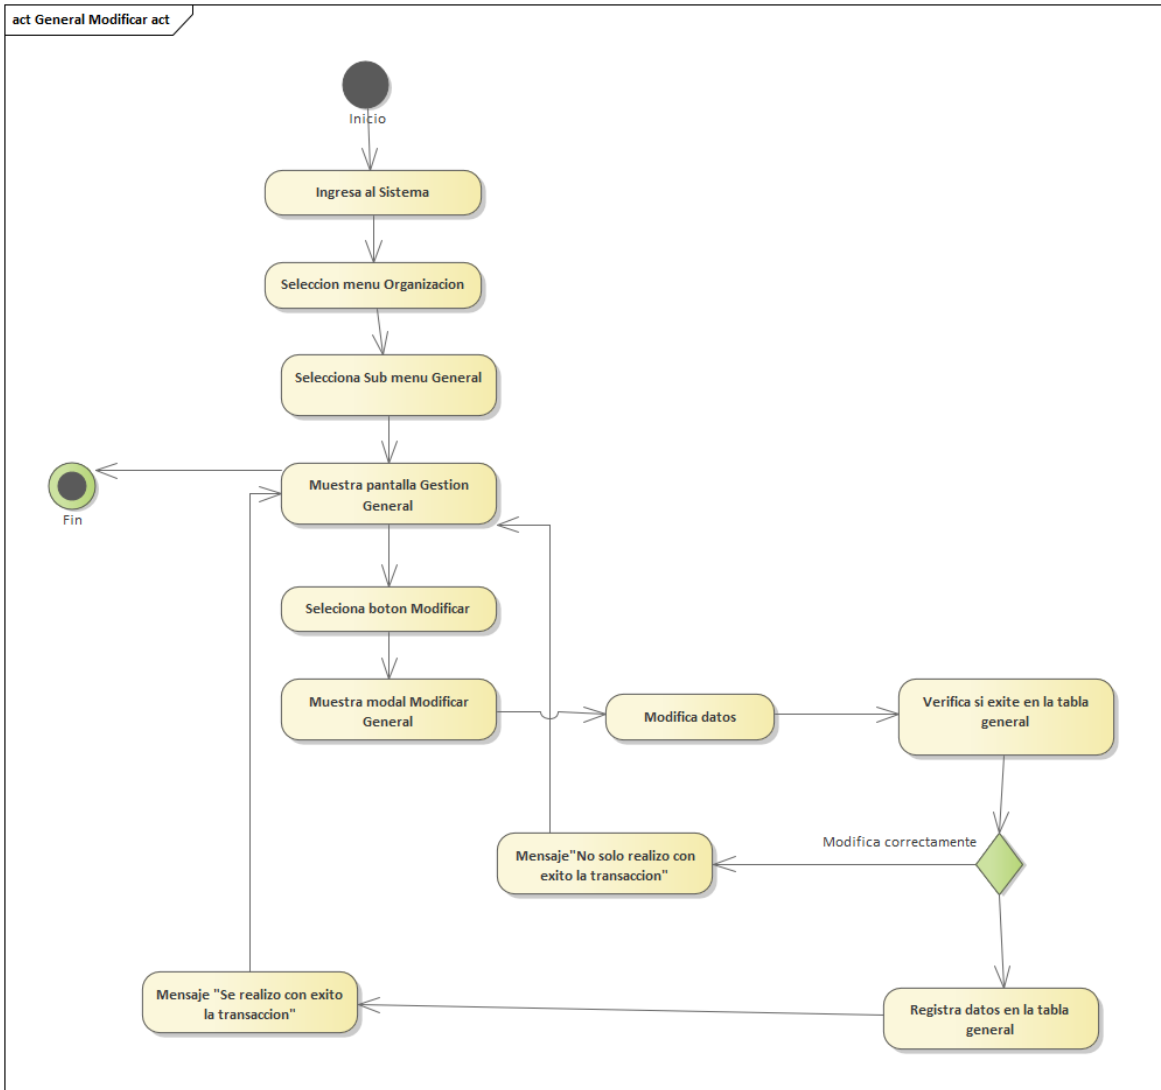 act General Modificar act
Inicio
Ingresa al Sistema
Seleccion menu Organizacion
Selecciona Sub menu General
Muestra pantalla Gestion
General
Fin
Seleciona boton Modificar
Muestra modal Modificar
General
Modifica datos
Verifica si exite en la tabla
general
Modifica correctamente
Mensaje"No solo realizo con
exito la transaccion"
Mensaje "Se realizo con exito
la transaccion"
Registra datos en la tabla
general